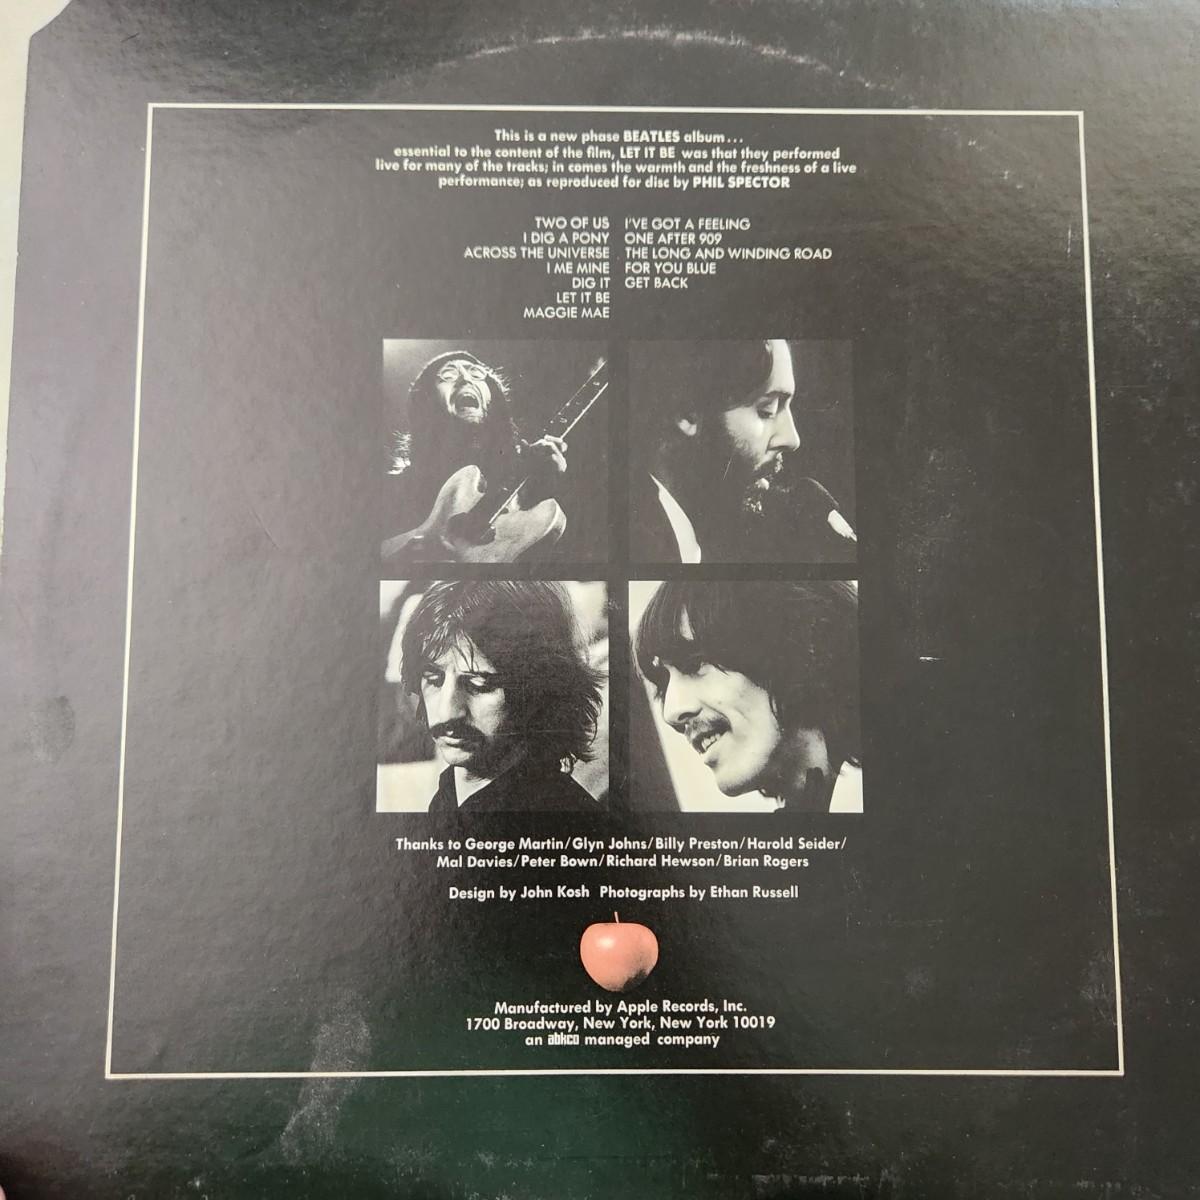 This is a new phase BEATLES album...
essential to the content of the film, LET IT BE was that they performed
live for many of the tracks; in comes the warmth and the freshness of a live
performance; as reproduced for disc by PHIL SPECTOR
TWO OF US
I DIG A PONY
ACROSS THE UNIVERSE
I ME MINE
DIG IT
LET IT BE
MAGGIE MAE
I'VE GOT A FEELING
ONE AFTER 909
THE LONG AND WINDING ROAD
FOR YOU BLUE
GET BACK
Thanks to George Martin/Glyn Johns/Billy Preston/Harold Seider/
Mal Davies/Peter Bown/Richard Hewson/Brian Rogers
Design by John Kosh Photographs by Ethan Russell
Manufactured by Apple Records, Inc.
1700 Broadway, New York, New York 10019
an abkco managed company